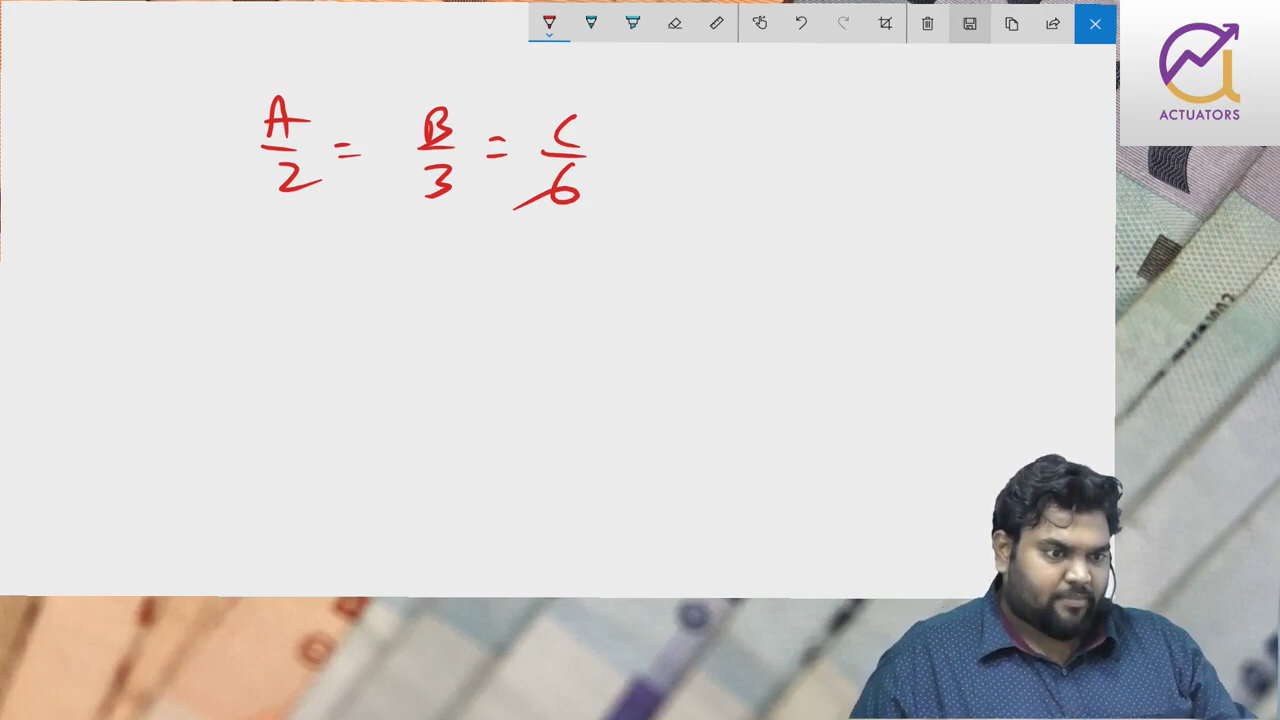 A/2 = B/3 = C/6
ACTUATORS